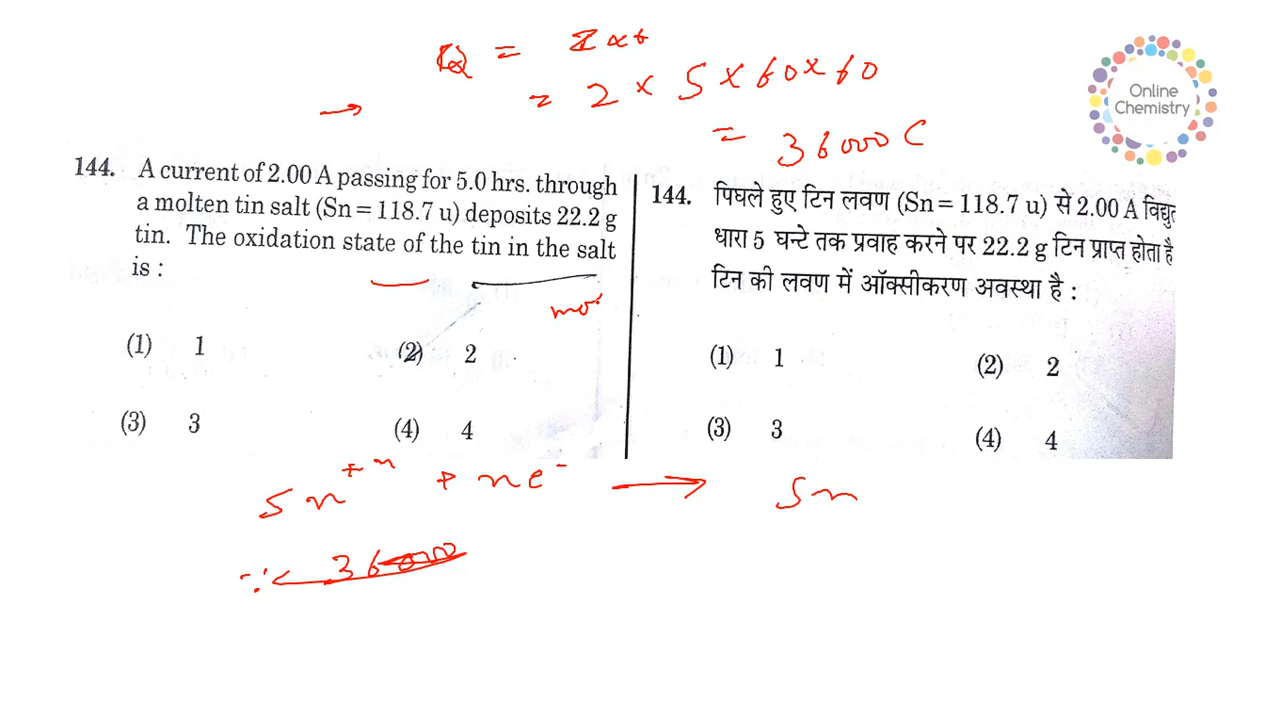 Q = I × t
= 2 × 5 × 60 × 60
= 36000 C
Online
Chemistry
144. A current of 2.00 A passing for 5.0 hrs. through
a molten tin salt (Sn = 118.7 u) deposits 22.2 g
tin. The oxidation state of the tin in the salt
is :
(1) 1
(2) 2
(3) 3
(4) 4
144. पिघले हुए टिन लवण (Sn = 118.7 u) से 2.00 A विद्युत
धारा 5 घन्टे तक प्रवाह करने पर 22.2 g टिन प्राप्त होता है
टिन की लवण में ऑक्सीकरण अवस्था है :
(1) 1
(2) 2
(3) 3
(4) 4
Sn+n + ne- → Sn
∵ 36000